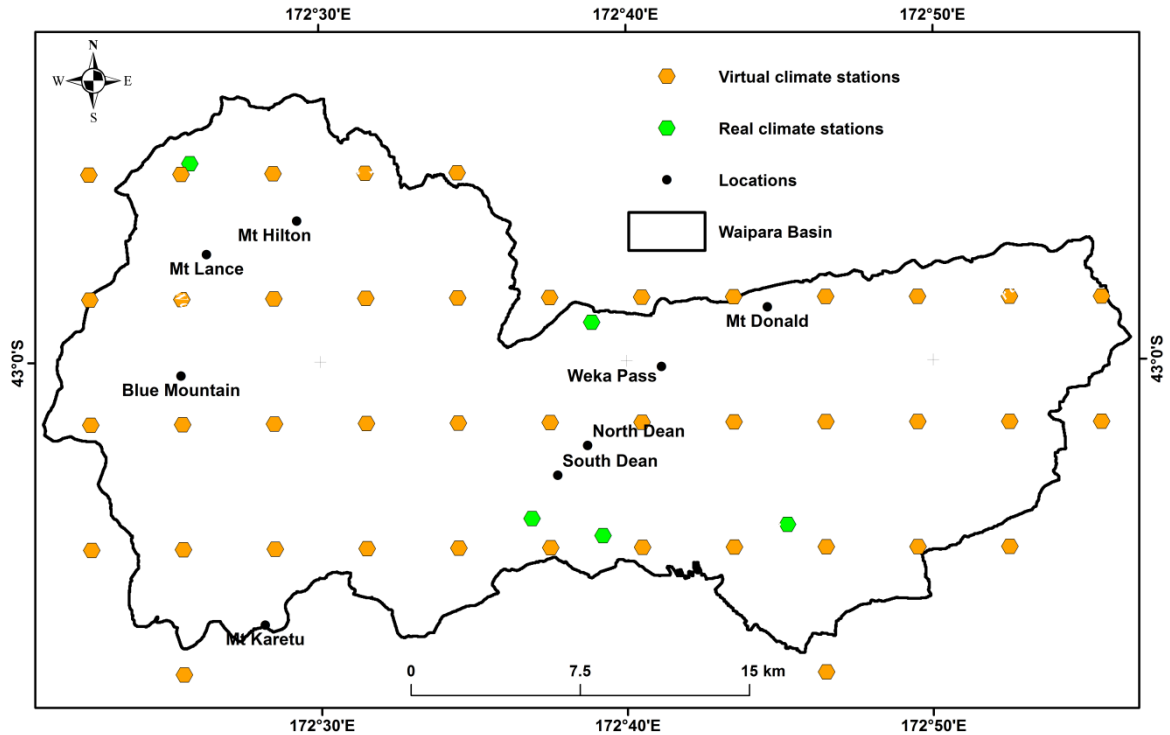 172°30'E 172°40'E 172°50'E
N
W E
S
Virtual climate stations
Real climate stations
Locations
Waipara Basin
Mt Hilton
Mt Lance
Mt Donald
43°0'S 43°0'S
Weka Pass
Blue Mountain
North Dean
South Dean
Mt Karetu
0 7.5 15 km
172°30'E 172°40'E 172°50'E